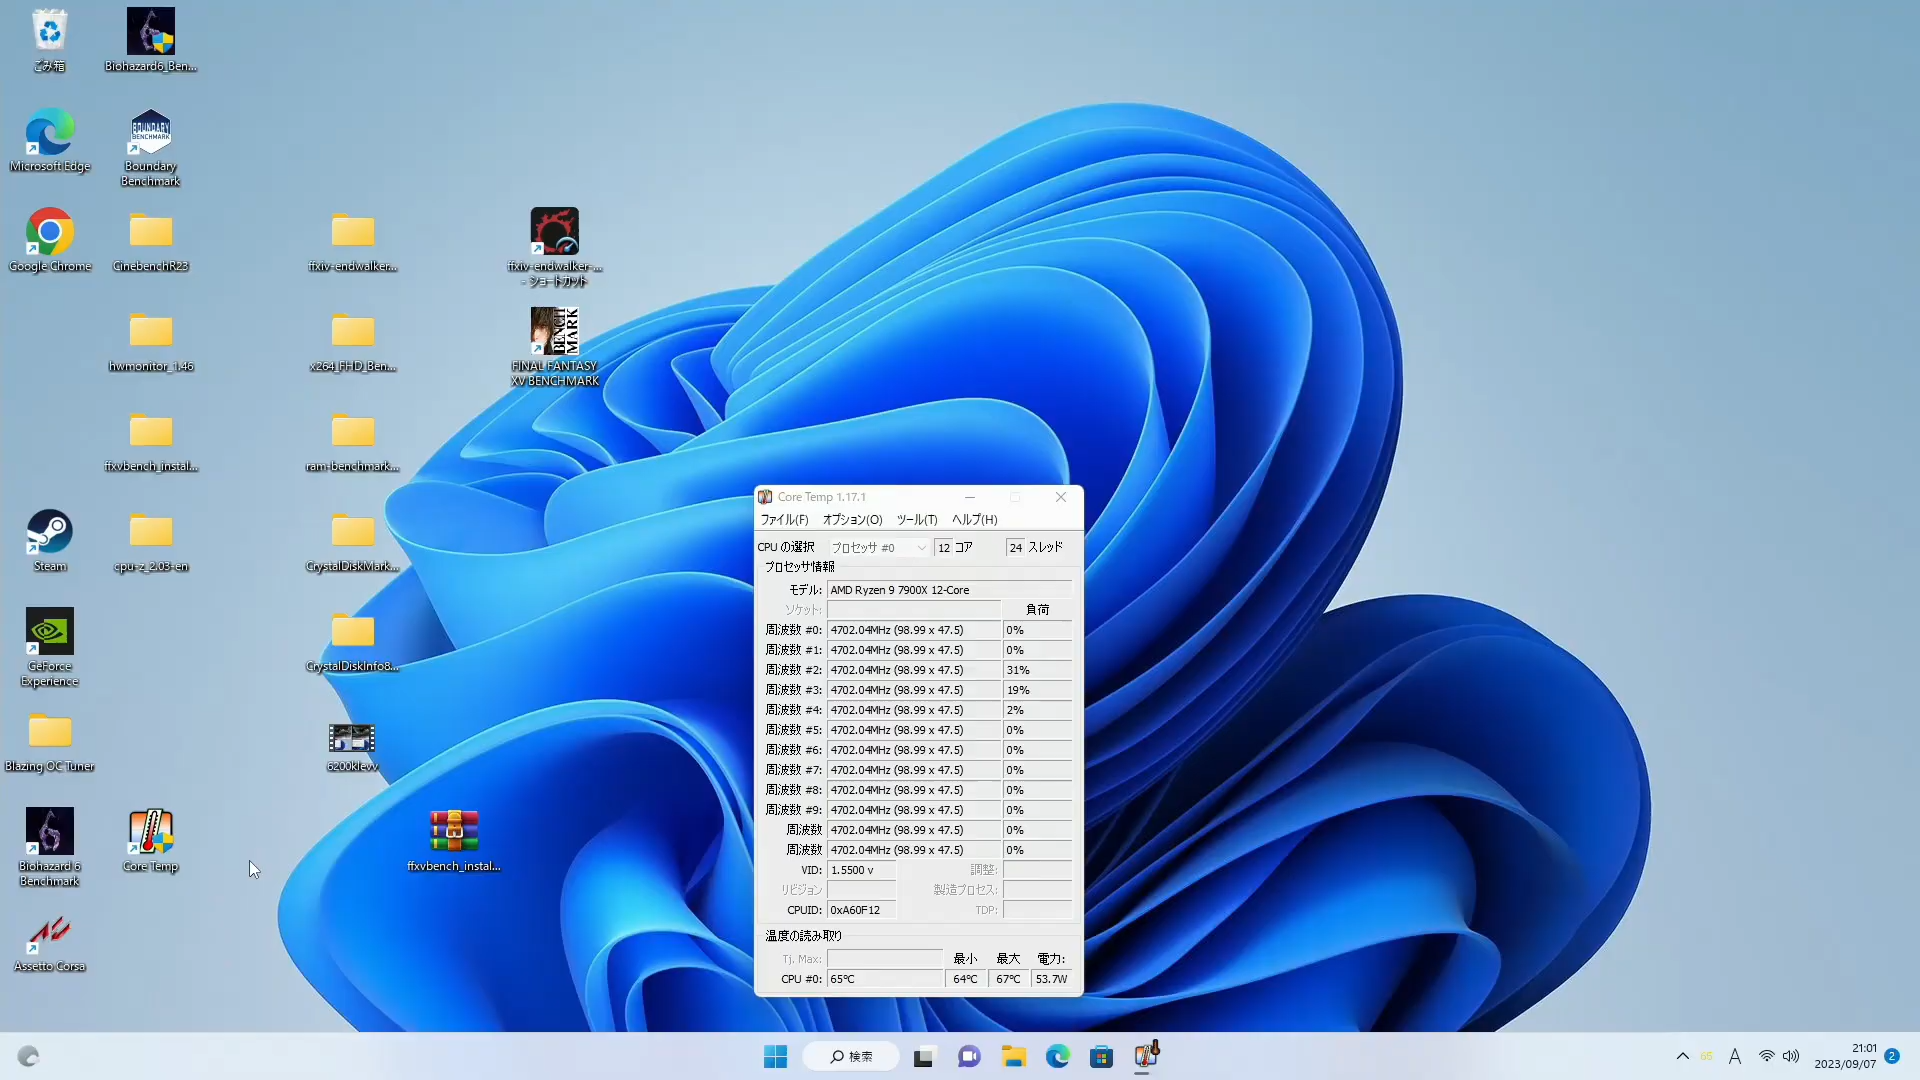 ごみ箱
Biohazard6_Ben...
Microsoft Edge
BOUNDARY
BENCHMARK
Boundary
Benchmark
Google Chrome
CinebenchR23
ffxiv-endwalker...
ffxiv-endwalker-...
- ショートカット
hwmonitor_1.46
x264_FHD_Ben...
BENCH
MARK
FINAL FANTASY
XV BENCHMARK
ffxvbench_instal...
ram-benchmark...
Steam
cpu-z_2.03-en
CrystalDiskMark...
GeForce
Experience
CrystalDiskInfo8...
Blazing OC Tuner
6200klevv
Biohazard 6
Benchmark
Core Temp
ffxvbench_instal...
Assetto Corsa
Core Temp 1.17.1
ファイル(F) オプション(O) ツール(T) ヘルプ(H)
CPU の選択 プロセッサ #0 12 コア 24 スレッド
プロセッサ情報
モデル: AMD Ryzen 9 7900X 12-Core
ソケット: 負荷
周波数 #0: 4702.04MHz (98.99 x 47.5) 0%
周波数 #1: 4702.04MHz (98.99 x 47.5) 0%
周波数 #2: 4702.04MHz (98.99 x 47.5) 31%
周波数 #3: 4702.04MHz (98.99 x 47.5) 19%
周波数 #4: 4702.04MHz (98.99 x 47.5) 2%
周波数 #5: 4702.04MHz (98.99 x 47.5) 0%
周波数 #6: 4702.04MHz (98.99 x 47.5) 0%
周波数 #7: 4702.04MHz (98.99 x 47.5) 0%
周波数 #8: 4702.04MHz (98.99 x 47.5) 0%
周波数 #9: 4702.04MHz (98.99 x 47.5) 0%
周波数 4702.04MHz (98.99 x 47.5) 0%
周波数 4702.04MHz (98.99 x 47.5) 0%
VID: 1.5500 v 調整:
リビジョン 製造プロセス:
CPUID: 0xA60F12 TDP:
温度の読み取り
Tj. Max: 最小 最大 電力:
CPU #0: 65℃ 64℃ 67℃ 53.7W
検索
65
A
21:01
2023/09/07
2